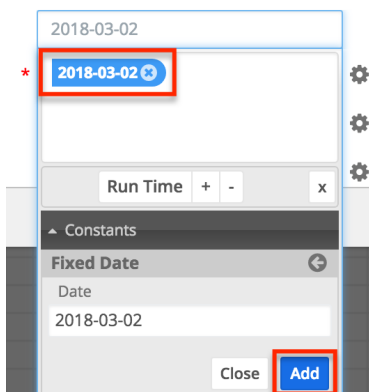 2018-03-02
* 2018-03-02
Run Time + - x
Constants
Fixed Date
Date
2018-03-02
Close Add